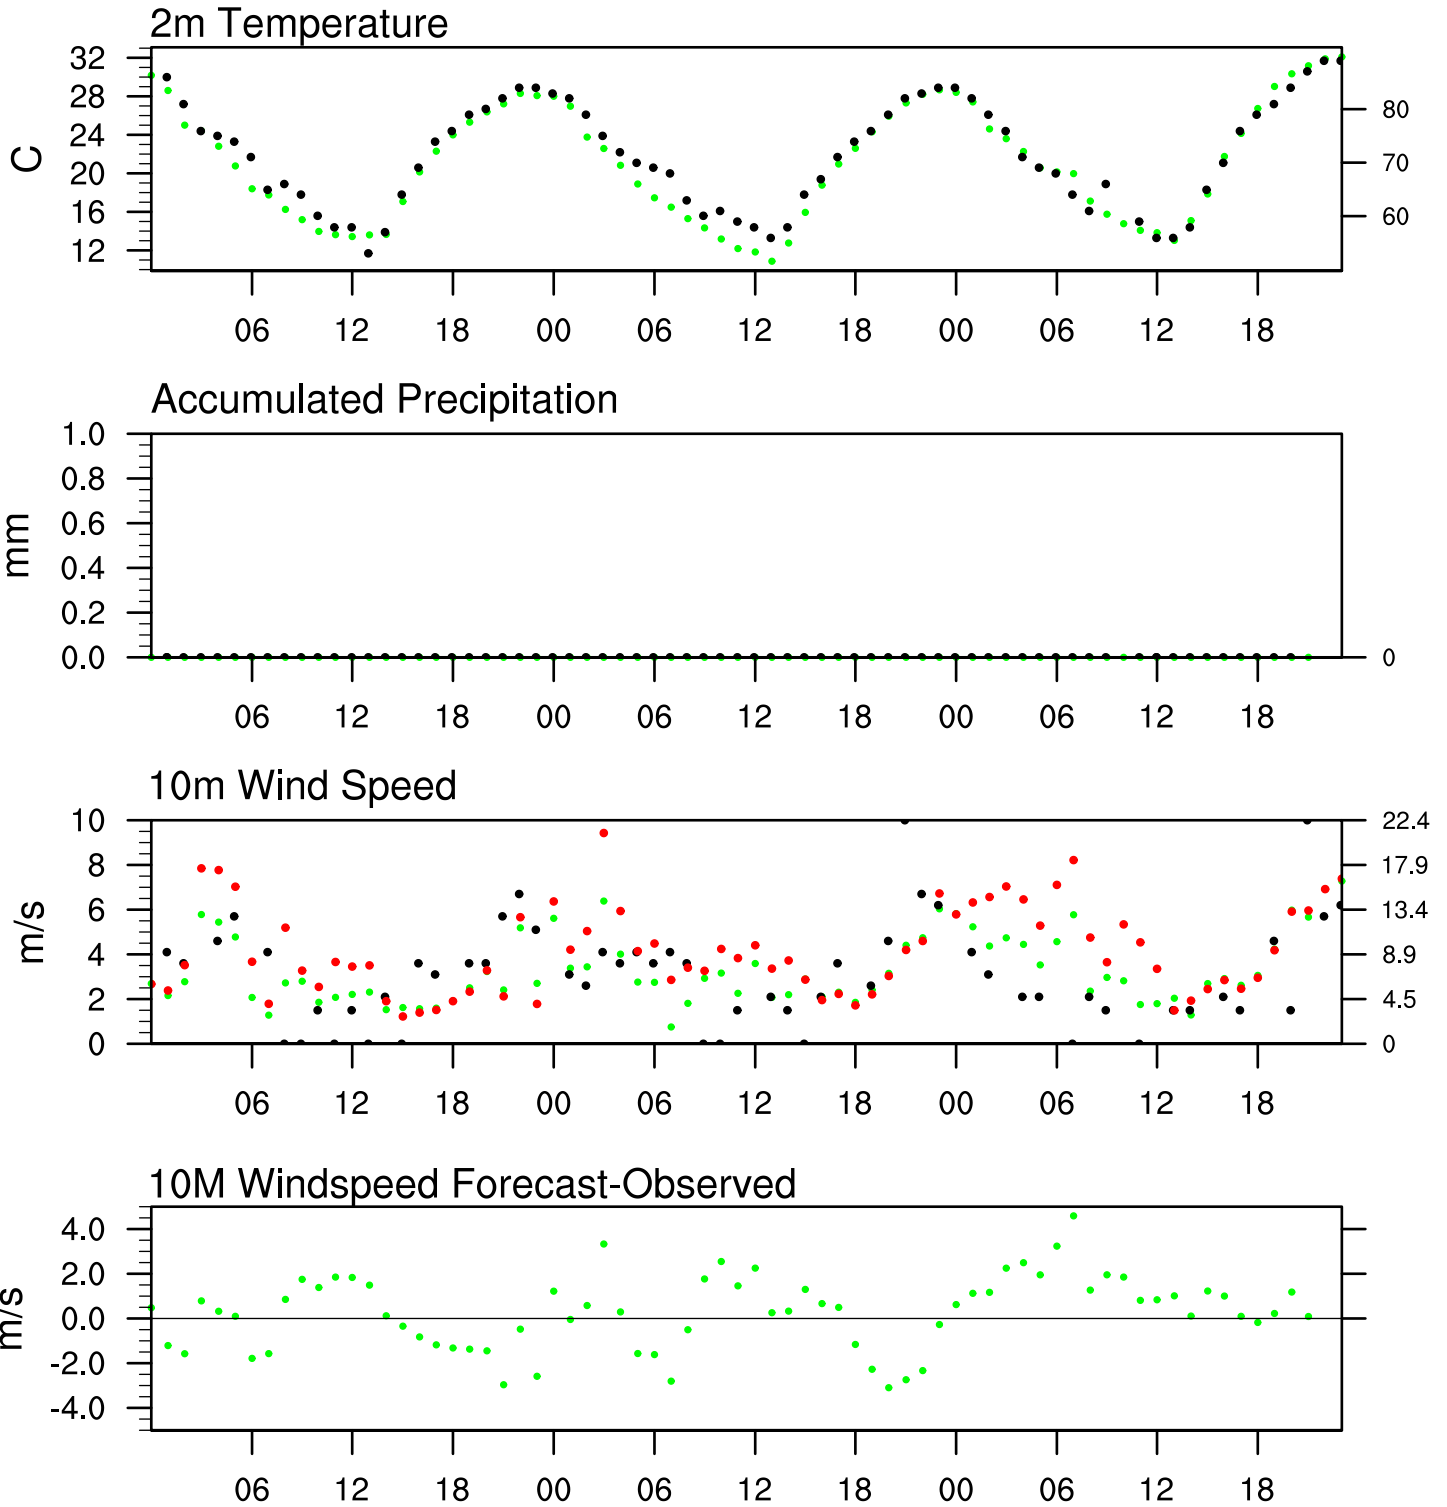 2m Temperature
32
28
24
20
16
12
C
80
70
60
06 12 18 00 06 12 18 00 06 12 18
Accumulated Precipitation
1.0
0.8
0.6
0.4
0.2
0.0
mm
0
06 12 18 00 06 12 18 00 06 12 18
10m Wind Speed
10
8
6
4
2
0
m/s
22.4
17.9
13.4
8.9
4.5
0
06 12 18 00 06 12 18 00 06 12 18
10M Windspeed Forecast-Observed
4.0
2.0
0.0
-2.0
-4.0
m/s
06 12 18 00 06 12 18 00 06 12 18